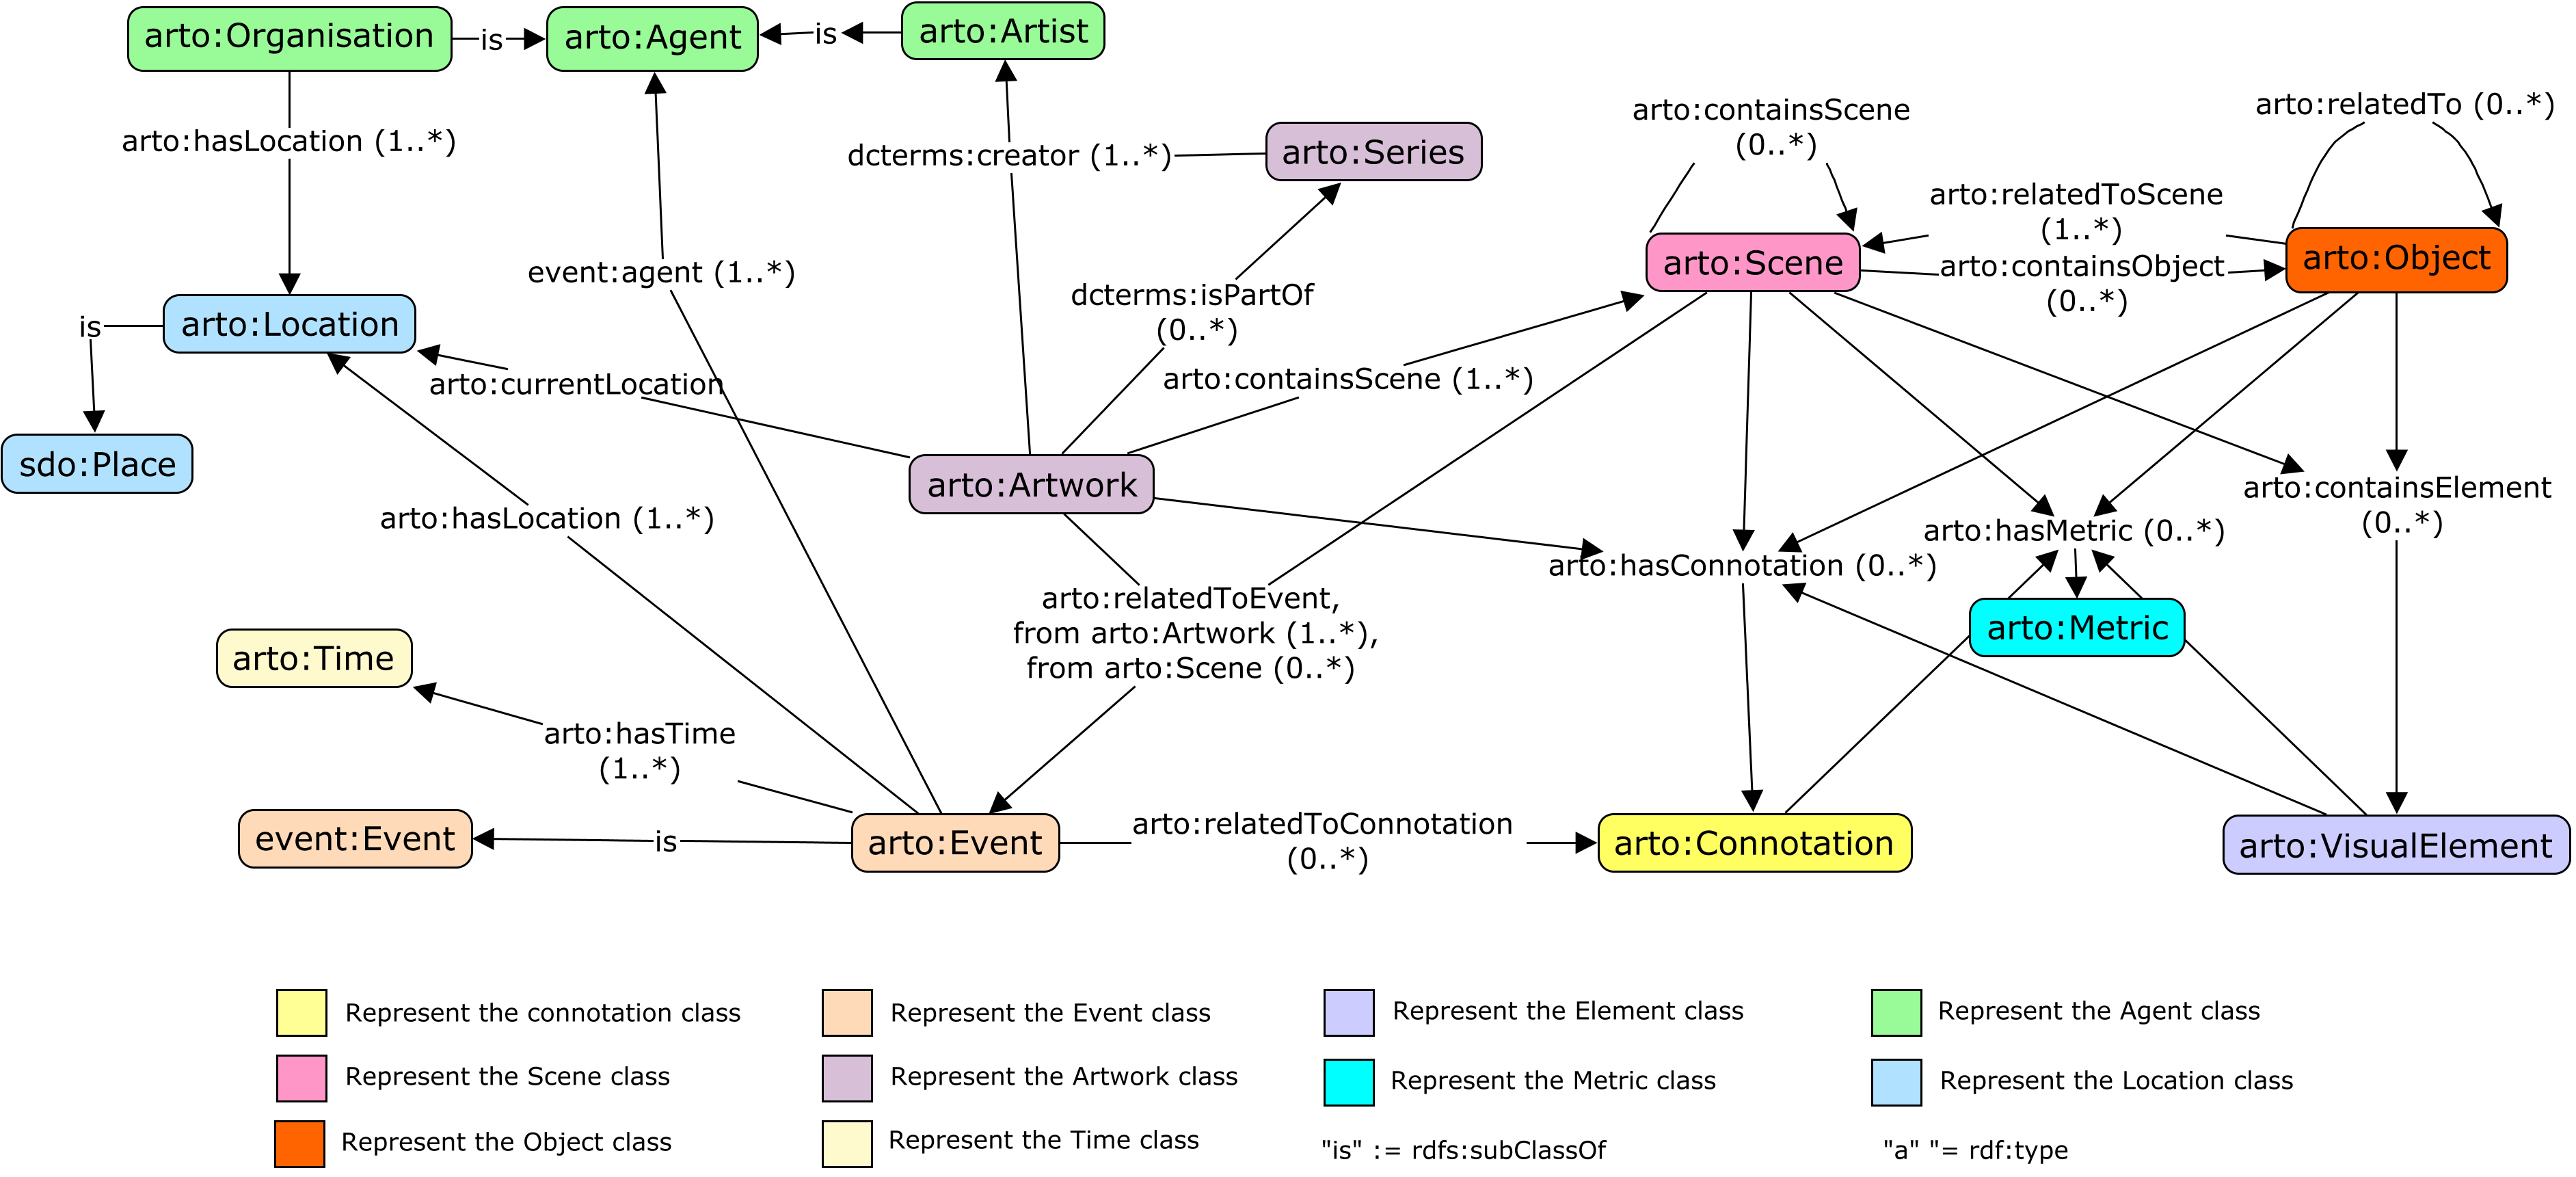 arto:Organisation
is
arto:Agent
is
arto:Artist
arto:hasLocation (1..*)
dcterms:creator (1..*)
arto:Series
arto:containsScene
(0..*)
arto:relatedTo (0..*)
arto:relatedToScene
(1..*)
arto:Scene
arto:containsObject
(0..*)
arto:Object
event:agent (1..*)
dcterms:isPartOf
(0..*)
is
arto:Location
arto:currentLocation
arto:containsScene (1..*)
sdo:Place
arto:Artwork
arto:hasLocation (1..*)
arto:containsElement
(0..*)
arto:hasMetric (0..*)
arto:hasConnotation (0..*)
arto:relatedToEvent,
from arto:Artwork (1..*),
from arto:Scene (0..*)
arto:Metric
arto:Time
arto:hasTime
(1..*)
event:Event
is
arto:Event
arto:relatedToConnotation
(0..*)
arto:Connotation
arto:VisualElement
Represent the connotation class
Represent the Event class
Represent the Element class
Represent the Agent class
Represent the Scene class
Represent the Artwork class
Represent the Metric class
Represent the Location class
Represent the Object class
Represent the Time class
"is" := rdfs:subClassOf
"a" "= rdf:type